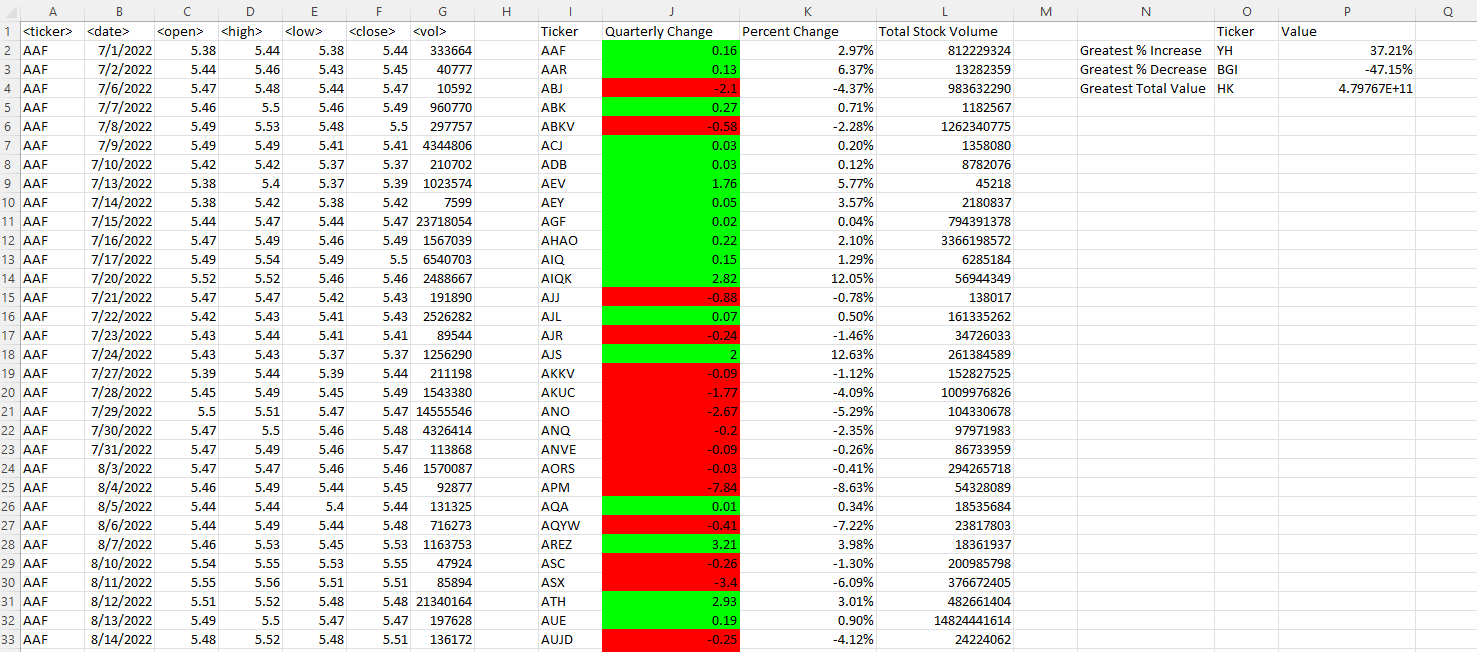 A B C D E F G H I J K L M N O P Q
1 <ticker> <date> <open> <high> <low> <close> <vol> Ticker Quarterly Change Percent Change Total Stock Volume Ticker Value
2 AAF 7/1/2022 5.38 5.44 5.38 5.44 333664 AAF 0.16 2.97% 812229324 Greatest % Increase YH 37.21%
3 AAF 7/2/2022 5.44 5.46 5.43 5.45 40777 AAR 0.13 6.37% 13282359 Greatest % Decrease BGI -47.15%
4 AAF 7/6/2022 5.47 5.48 5.44 5.47 10592 ABJ -2.1 -4.37% 983632290 Greatest Total Value HK 4.79767E+11
5 AAF 7/7/2022 5.46 5.5 5.46 5.49 960770 ABK 0.27 0.71% 1182567
6 AAF 7/8/2022 5.49 5.53 5.48 5.5 297757 ABKV -0.58 -2.28% 1262340775
7 AAF 7/9/2022 5.49 5.49 5.41 5.41 4344806 ACJ 0.03 0.20% 1358080
8 AAF 7/10/2022 5.42 5.42 5.37 5.37 210702 ADB 0.03 0.12% 8782076
9 AAF 7/13/2022 5.38 5.4 5.37 5.39 1023574 AEV 1.76 5.77% 45218
10 AAF 7/14/2022 5.38 5.42 5.38 5.42 7599 AEY 0.05 3.57% 2180837
11 AAF 7/15/2022 5.44 5.47 5.44 5.47 23718054 AGF 0.02 0.04% 794391378
12 AAF 7/16/2022 5.47 5.49 5.46 5.49 1567039 AHAO 0.22 2.10% 3366198572
13 AAF 7/17/2022 5.49 5.54 5.49 5.5 6540703 AIQ 0.15 1.29% 6285184
14 AAF 7/20/2022 5.52 5.52 5.46 5.46 2488667 AIQK 2.82 12.05% 56944349
15 AAF 7/21/2022 5.47 5.47 5.42 5.43 191890 AJJ -0.88 -0.78% 138017
16 AAF 7/22/2022 5.42 5.43 5.41 5.43 2526282 AJL 0.07 0.50% 161335262
17 AAF 7/23/2022 5.43 5.44 5.41 5.41 89544 AJR -0.24 -1.46% 34726033
18 AAF 7/24/2022 5.43 5.43 5.37 5.37 1256290 AJS 2 12.63% 261384589
19 AAF 7/27/2022 5.39 5.44 5.39 5.44 211198 AKKV -0.09 -1.12% 152827525
20 AAF 7/28/2022 5.45 5.49 5.45 5.49 1543380 AKUC -1.77 -4.09% 1009976826
21 AAF 7/29/2022 5.5 5.51 5.47 5.47 14555546 ANO -2.67 -5.29% 104330678
22 AAF 7/30/2022 5.47 5.5 5.46 5.48 4326414 ANQ -0.2 -2.35% 97971983
23 AAF 7/31/2022 5.47 5.49 5.46 5.47 113868 ANVE -0.09 -0.26% 86733959
24 AAF 8/3/2022 5.47 5.47 5.46 5.46 1570087 AORS -0.03 -0.41% 294265718
25 AAF 8/4/2022 5.46 5.49 5.44 5.45 92877 APM -7.84 -8.63% 54328089
26 AAF 8/5/2022 5.44 5.44 5.4 5.44 131325 AQA 0.01 0.34% 18535684
27 AAF 8/6/2022 5.44 5.49 5.44 5.48 716273 AQYW -0.41 -7.22% 23817803
28 AAF 8/7/2022 5.46 5.53 5.45 5.53 1163753 AREZ 3.21 3.98% 18361937
29 AAF 8/10/2022 5.54 5.55 5.53 5.55 47924 ASC -0.26 -1.30% 200985798
30 AAF 8/11/2022 5.55 5.56 5.51 5.51 85894 ASX -3.4 -6.09% 376672405
31 AAF 8/12/2022 5.51 5.52 5.48 5.48 21340164 ATH 2.93 3.01% 482661404
32 AAF 8/13/2022 5.49 5.5 5.47 5.47 197628 AUE 0.19 0.90% 14824441614
33 AAF 8/14/2022 5.48 5.52 5.48 5.51 136172 AUJD -0.25 -4.12% 24224062